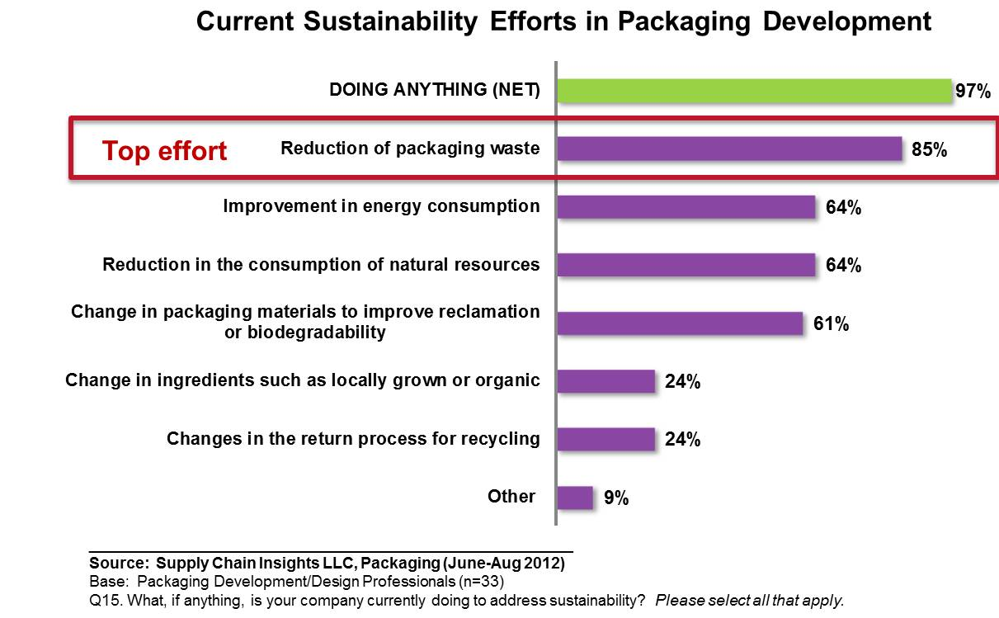 Current Sustainability Efforts in Packaging Development
DOING ANYTHING (NET)
97%
Top effort
Reduction of packaging waste
85%
Improvement in energy consumption
64%
Reduction in the consumption of natural resources
64%
Change in packaging materials to improve reclamation
or biodegradability
61%
Change in ingredients such as locally grown or organic
24%
Changes in the return process for recycling
24%
Other
9%
Source: Supply Chain Insights LLC, Packaging (June-Aug 2012)
Base: Packaging Development/Design Professionals (n=33)
Q15. What, if anything, is your company currently doing to address sustainability? Please select all that apply.